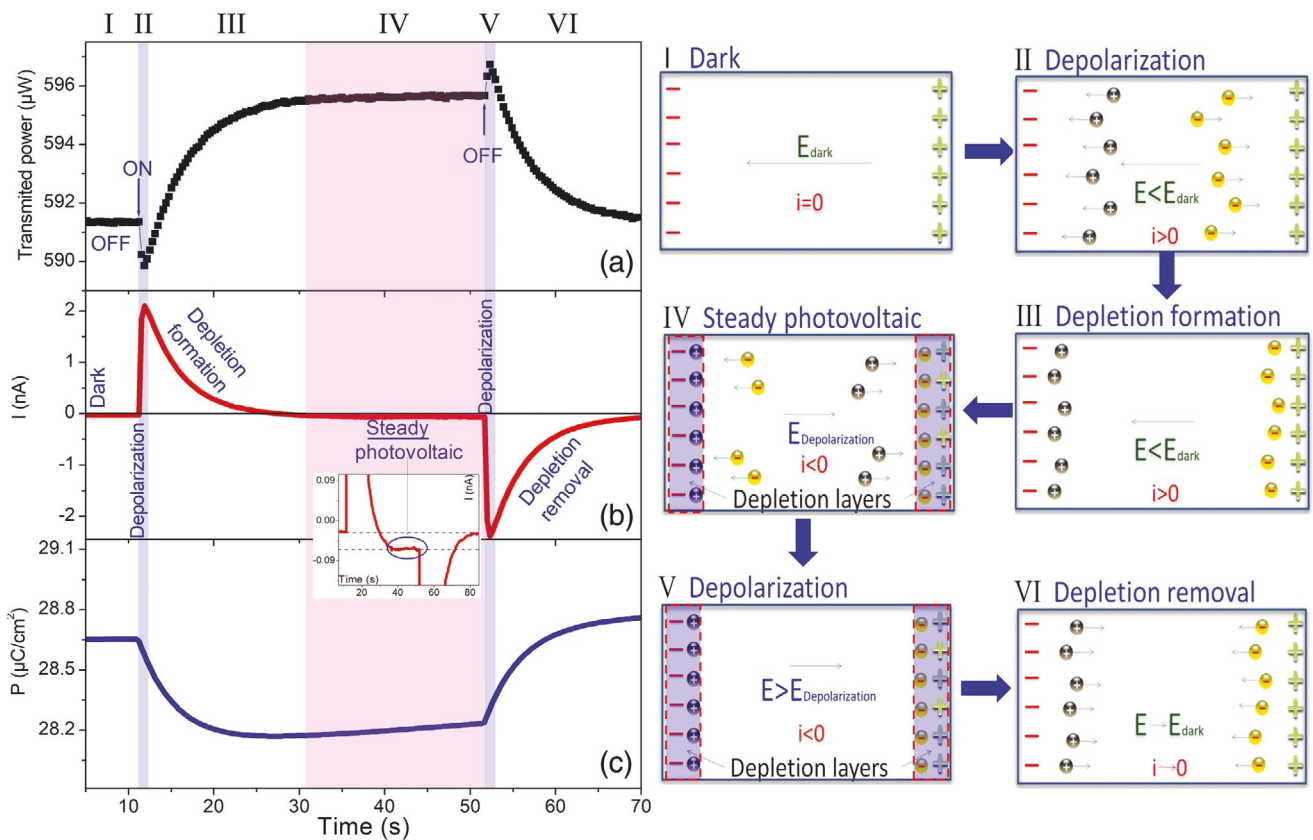 I II III IV V VI
Transmited power (µW)
596
594
592
590
ON
OFF
OFF
(a)
I (nA)
2
1
0
-1
-2
Dark
Depolarization
Depletion
formation
Steady
photovoltaic
Depolarization
Depletion
removal
(b)
0.09
0.00
-0.09
I (nA)
Time (s)
20 40 60 80
P (µC/cm²)
29.1
28.8
28.5
28.2
(c)
10 20 30 40 50 60 70
Time (s)
I Dark
− +
− +
− +
− +
− +
− +
E dark
i=0
II Depolarization
− + − +
− + − +
− + − +
− + − +
− + − +
− + − +
E<E dark
i>0
III Depletion formation
− + − +
− + − +
− + − +
− + − +
− + − +
− + − +
E<E dark
i>0
IV Steady photovoltaic
− + − + − +
− + − + − +
− + − +
− + − +
− + − + − +
− + − + − +
E Depolarization
i<0
Depletion layers
V Depolarization
− + − +
− + − +
− + − +
− + − +
− + − +
− + − +
E>E Depolarization
i<0
Depletion layers
VI Depletion removal
− + − +
− + − +
− + − +
− + − +
− + − +
− + − +
E→E dark
i→0